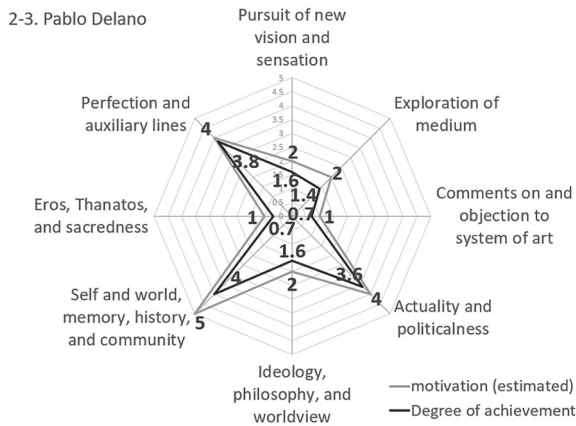 2-3. Pablo Delano
Pursuit of new
vision and
sensation
Exploration of
medium
Comments on and
objection to
system of art
Actuality and
politicalness
Ideology,
philosophy, and
worldview
Self and world,
memory, history,
and community
Eros, Thanatos,
and sacredness
Perfection and
auxiliary lines
5
4.5
4
3.5
3
2.5
2
0.5
2
1.6
2
1.4
1
0.7
4
3.6
2
1.6
5
4
1
0.7
4
3.8
motivation (estimated)
Degree of achievement